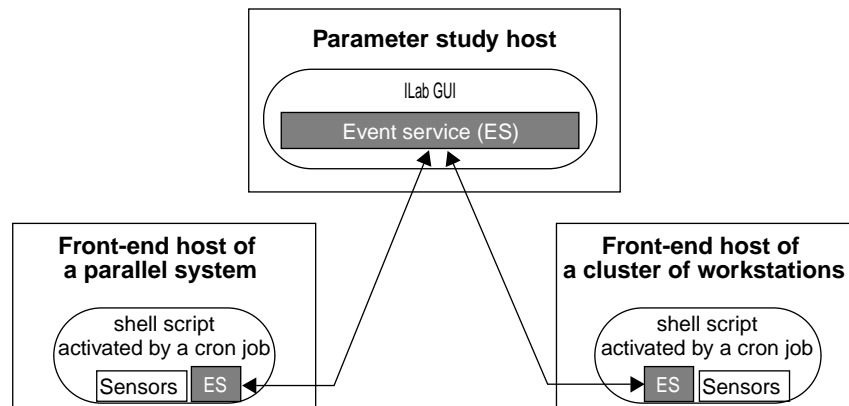 Parameter study host
ILab GUI
Event service (ES)
Front-end host of
a parallel system
shell script
activated by a cron job
Sensors
ES
Front-end host of
a cluster of workstations
shell script
activated by a cron job
ES
Sensors